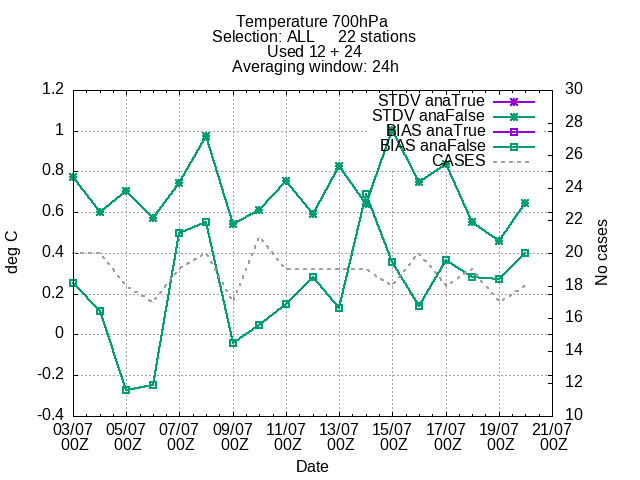 Temperature 700hPa
Selection: ALL 22 stations
Used 12 + 24
Averaging window: 24h
STDV anaTrue
STDV anaFalse
BIAS anaTrue
BIAS anaFalse
CASES
1.2
1
0.8
0.6
0.4
0.2
0
-0.2
-0.4
deg C
30
28
26
24
22
20
18
16
14
12
10
No cases
03/07 05/07 07/07 09/07 11/07 13/07 15/07 17/07 19/07 21/07
00Z 00Z 00Z 00Z 00Z 00Z 00Z 00Z 00Z 00Z
Date